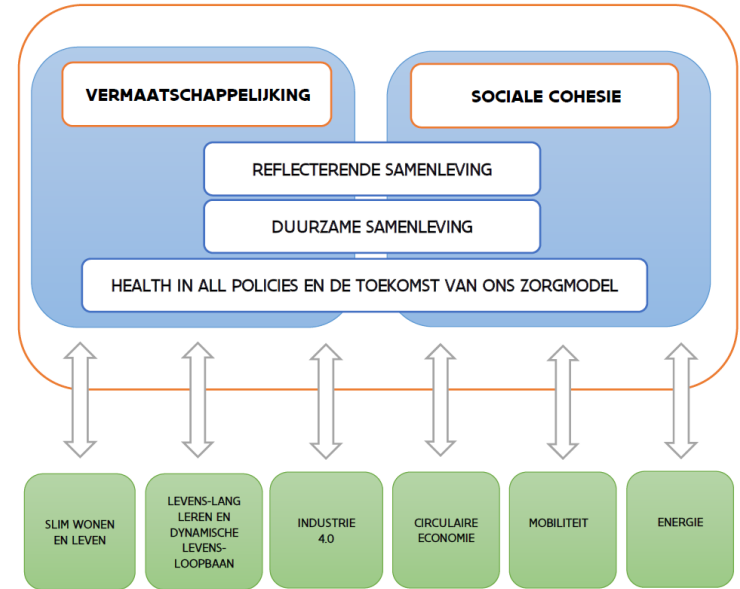 VERMAATSCHAPPELIJKING
SOCIALE COHESIE
REFLECTERENDE SAMENLEVING
DUURZAME SAMENLEVING
HEALTH IN ALL POLICIES EN DE TOEKOMST VAN ONS ZORGMODEL
SLIM WONEN
EN LEVEN
LEVENS-LANG
LEREN EN
DYNAMISCHE
LEVENS-
LOOPBAAN
INDUSTRIE
4.0
CIRCULAIRE
ECONOMIE
MOBILITEIT
ENERGIE